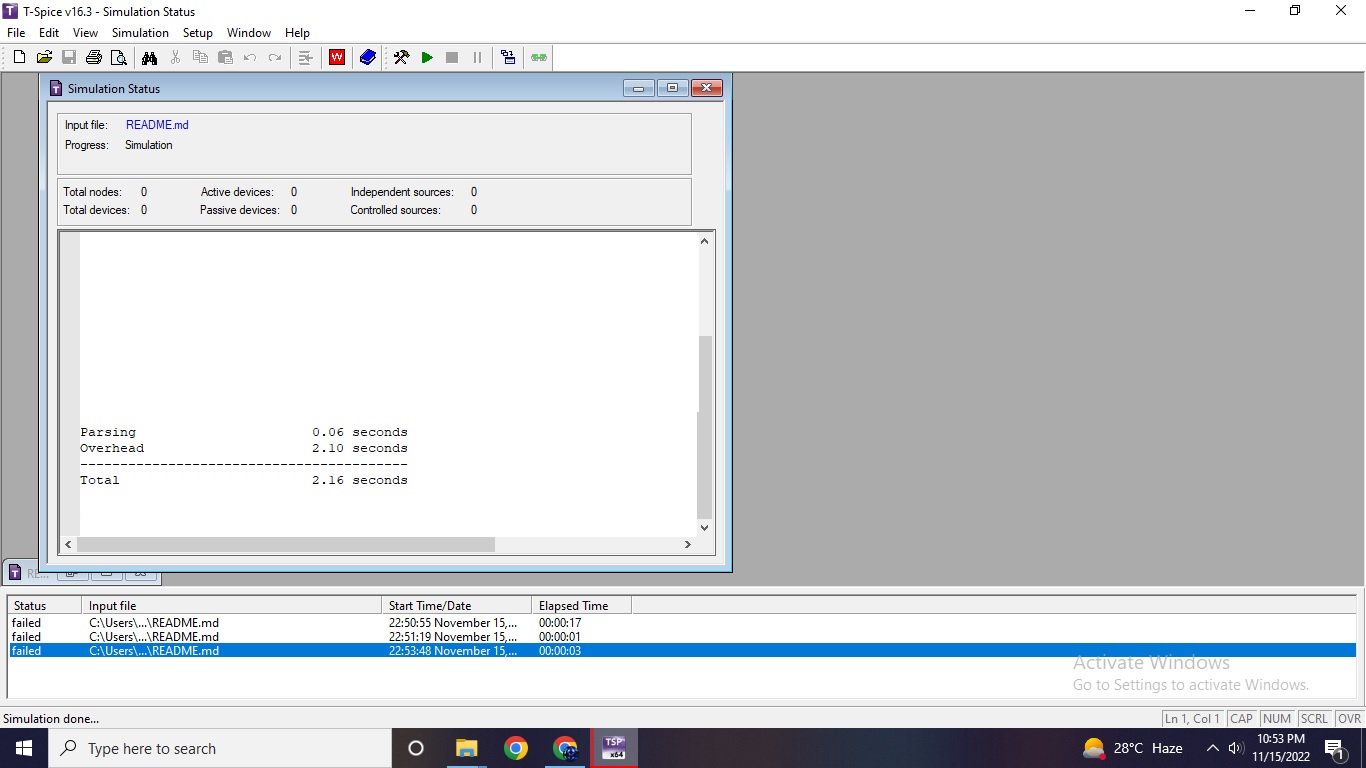 T-Spice v16.3 - Simulation Status
File Edit View Simulation Setup Window Help
Simulation Status
Input file: README.md
Progress: Simulation
Total nodes: 0 Active devices: 0 Independent sources: 0
Total devices: 0 Passive devices: 0 Controlled sources: 0
Parsing 0.06 seconds
Overhead 2.10 seconds
-----------------------------------------
Total 2.16 seconds
RE...
Status Input file Start Time/Date Elapsed Time
failed C:\Users\...\README.md 22:50:55 November 15,... 00:00:17
failed C:\Users\...\README.md 22:51:19 November 15,... 00:00:01
failed C:\Users\...\README.md 22:53:48 November 15,... 00:00:03
Activate Windows
Go to Settings to activate Windows.
Simulation done... Ln 1, Col 1 CAP NUM SCRL OVR
Type here to search TSP x64 28°C Haze 10:53 PM
11/15/2022 1